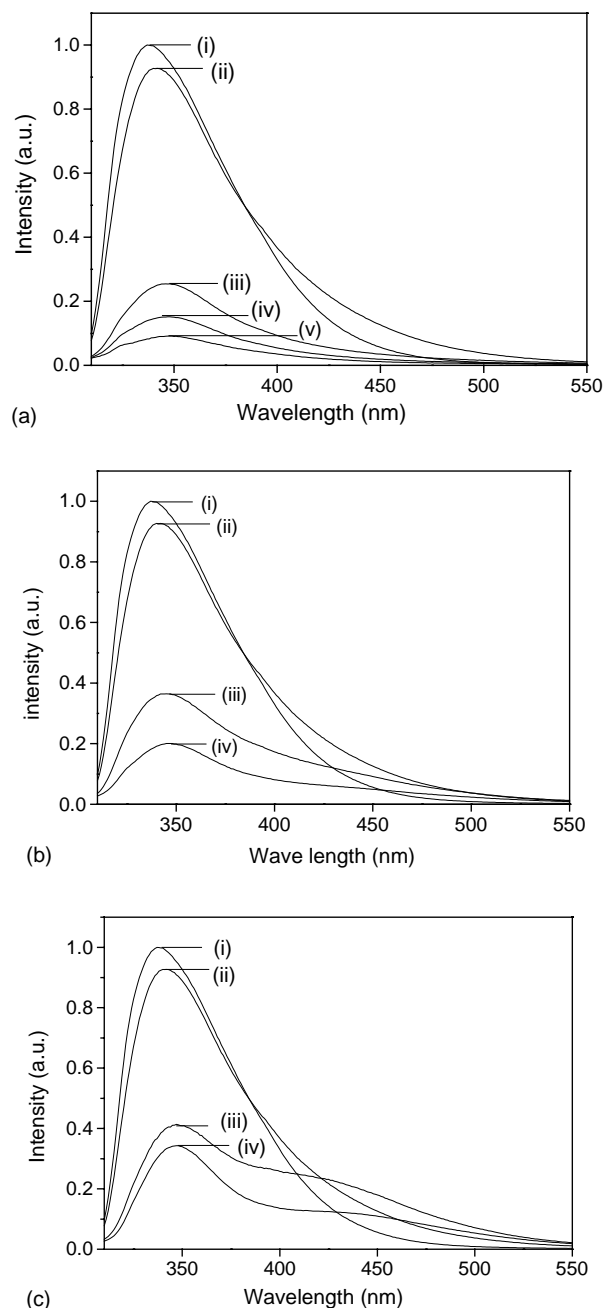 1.0
0.8
0.6
0.4
0.2
0.0
Intensity (a.u.)
(i)
(ii)
(iii)
(iv)
(v)
350 400 450 500 550
Wavelength (nm)
(a)
1.0
0.8
0.6
0.4
0.2
0.0
intensity (a.u.)
(i)
(ii)
(iii)
(iv)
350 400 450 500 550
Wave length (nm)
(b)
1.0
0.8
0.6
0.4
0.2
0.0
Intensity (a.u.)
(i)
(ii)
(iii)
(iv)
350 400 450 500 550
Wavelength (nm)
(c)